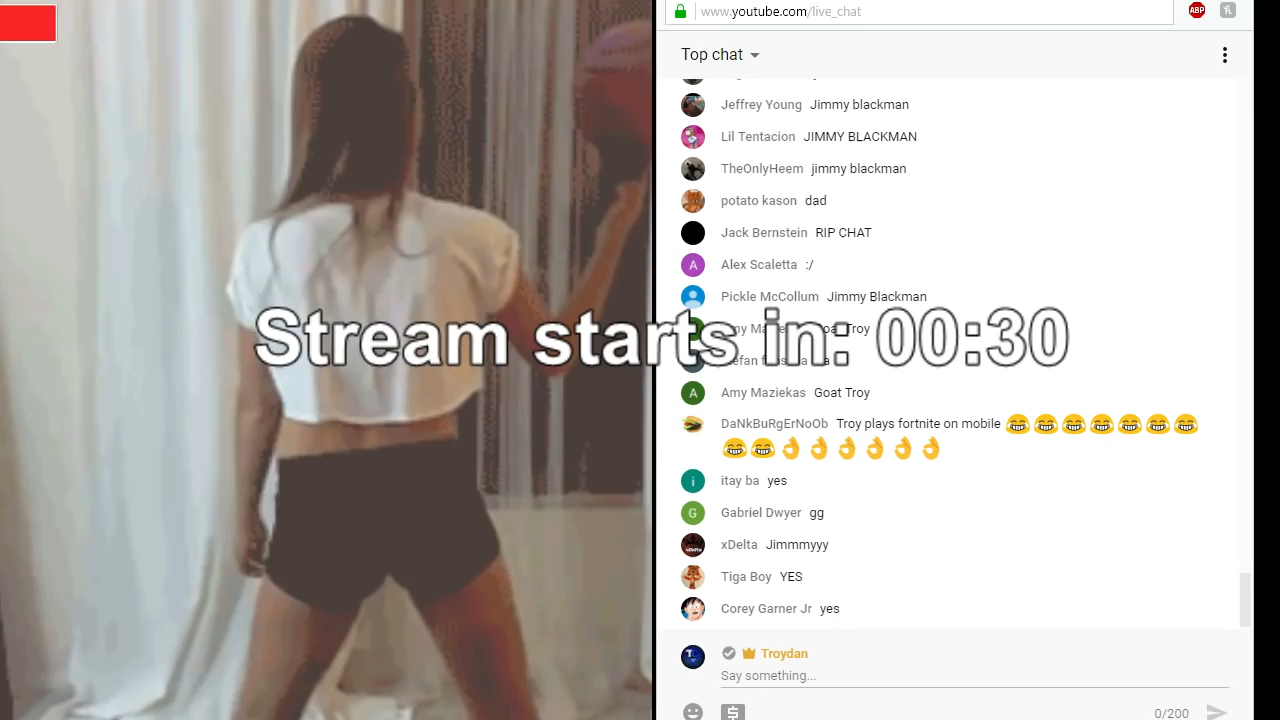 www.youtube.com/live_chat
ABP
Top chat
Jeffrey Young Jimmy blackman
Lil Tentacion JIMMY BLACKMAN
TheOnlyHeem jimmy blackman
potato kason dad
Jack Bernstein RIP CHAT
A Alex Scaletta :/
Pickle McCollum Jimmy Blackman
Troy
Stream starts in: 00:30
A Amy Maziekas Goat Troy
DaNkBuRgErNoOb Troy plays fortnite on mobile 😂😂😂😂😂😂😂
😂😂👌👌👌👌👌👌
i itay ba yes
G Gabriel Dwyer gg
xDelta Jimmmyyy
Tiga Boy YES
Corey Garner Jr yes
Troydan
Say something...
0/200